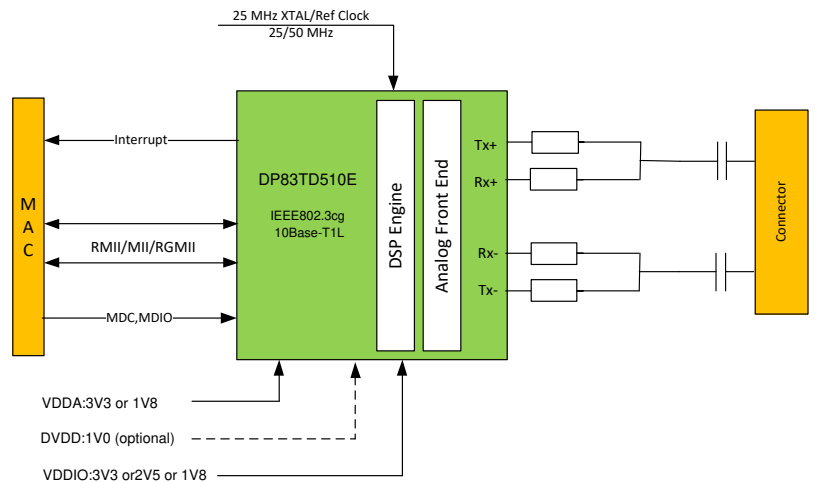 25 MHz XTAL/Ref Clock
25/50 MHz
Interrupt
M
A
C
RMII/MII/RGMII
MDC,MDIO
DP83TD510E
IEEE802.3cg
10Base-T1L
DSP Engine
Analog Front End
Tx+
Rx+
Rx-
Tx-
Connector
VDDA:3V3 or 1V8
DVDD:1V0 (optional)
VDDIO:3V3 or2V5 or 1V8